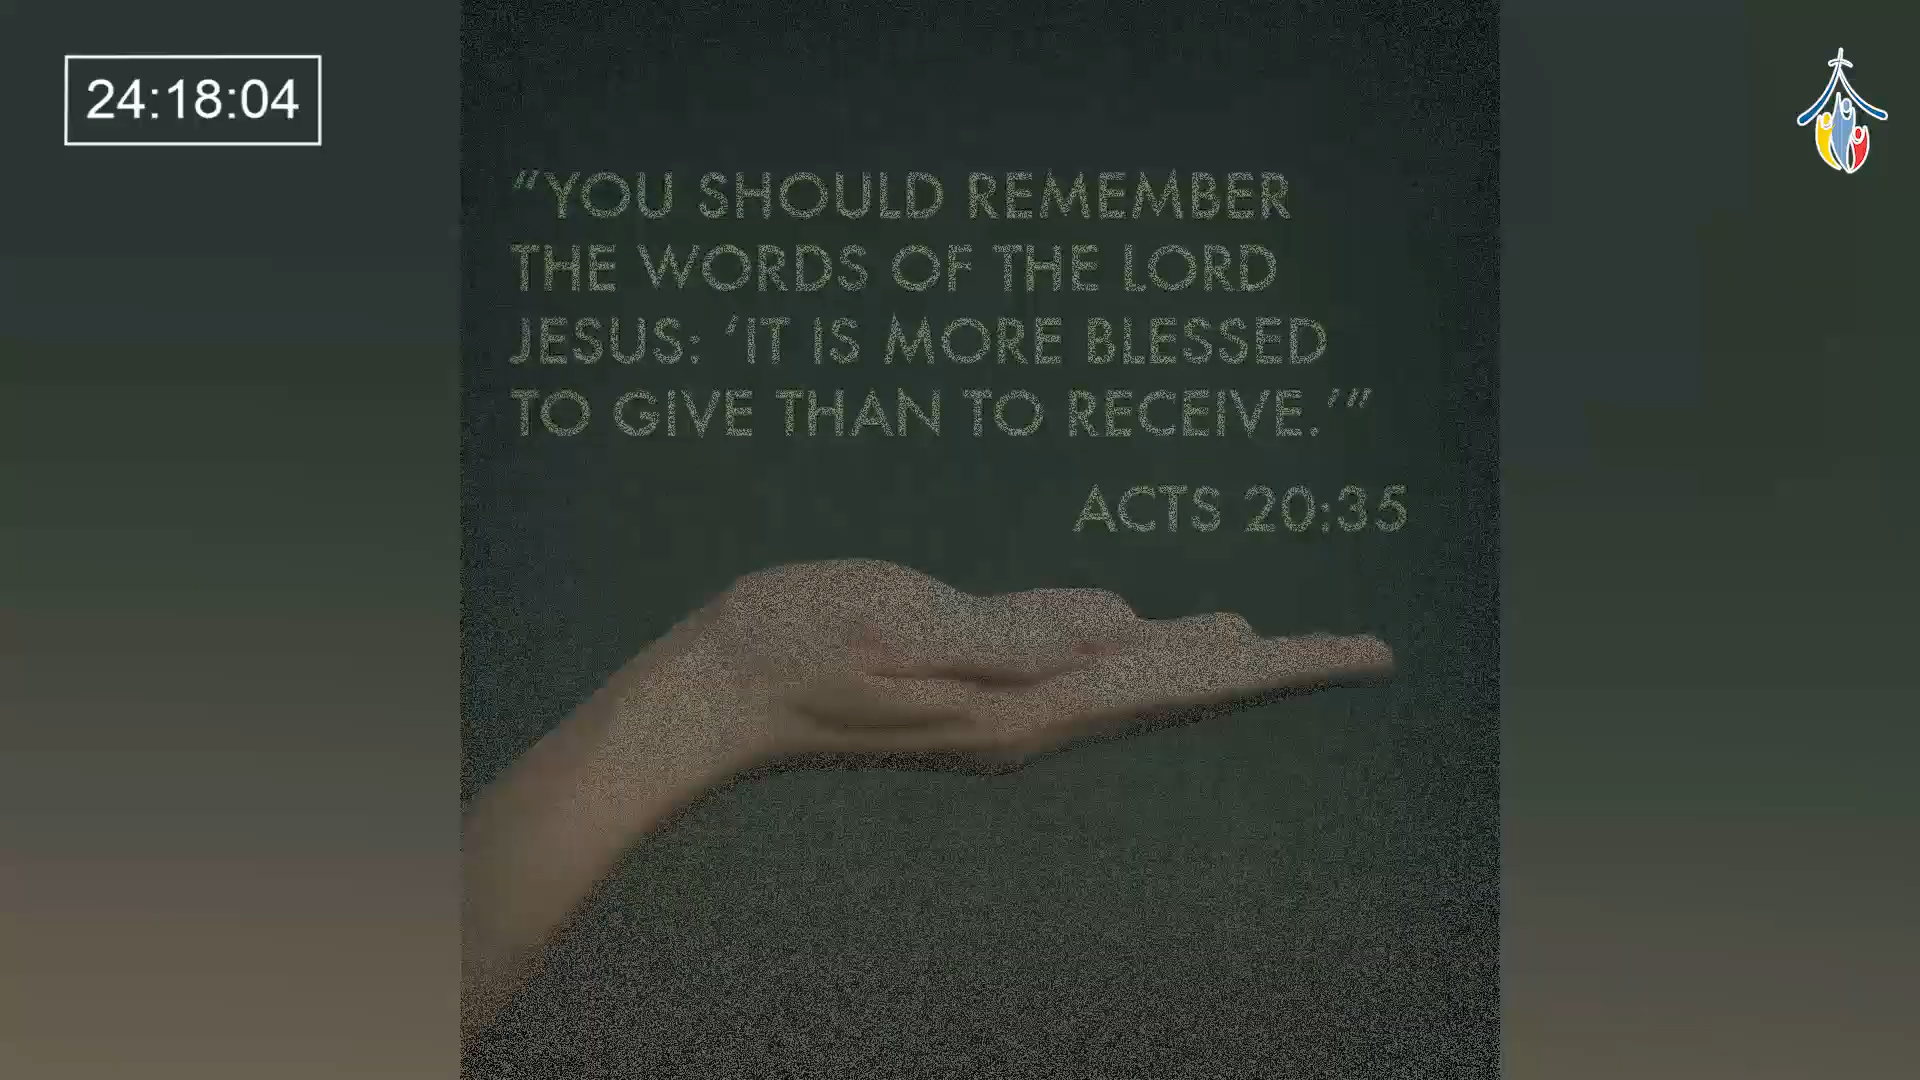 24:18:04
“YOU SHOULD REMEMBER
THE WORDS OF THE LORD
JESUS: ‘IT IS MORE BLESSED
TO GIVE THAN TO RECEIVE.’”
ACTS 20:35